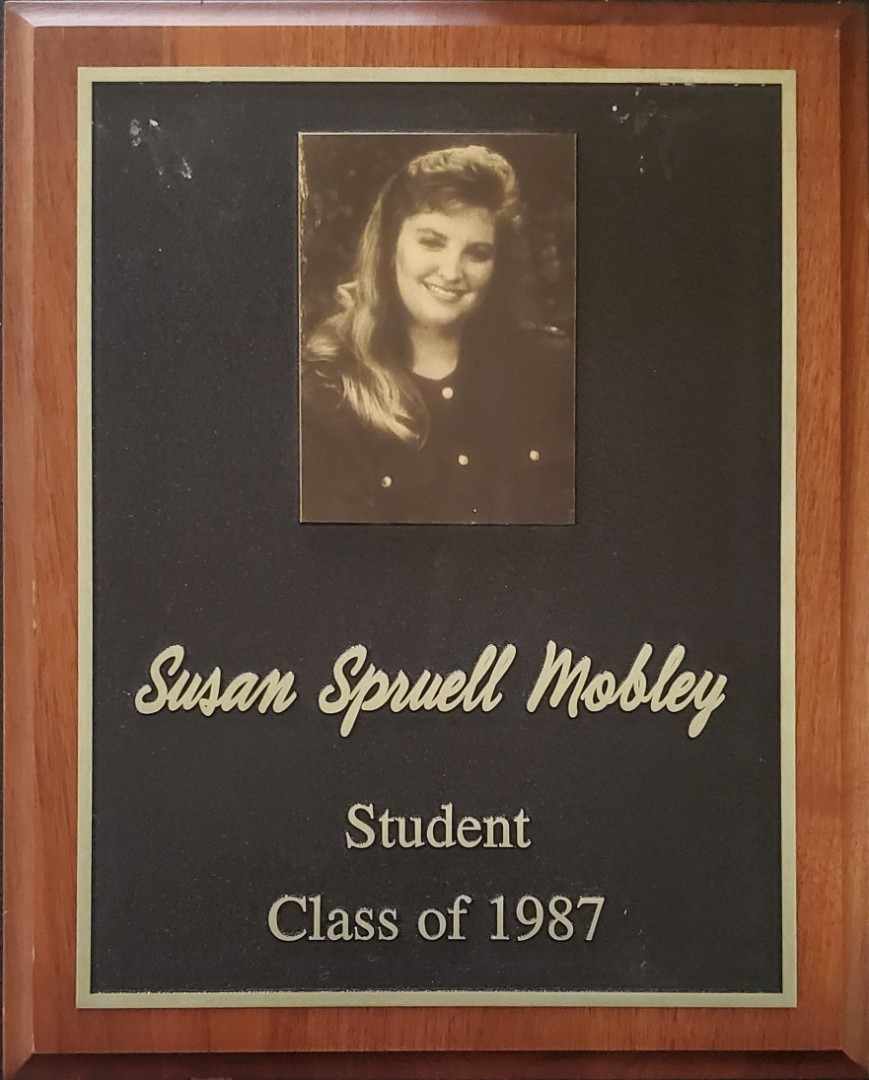 Susan Spruell Mobley
Student
Class of 1987